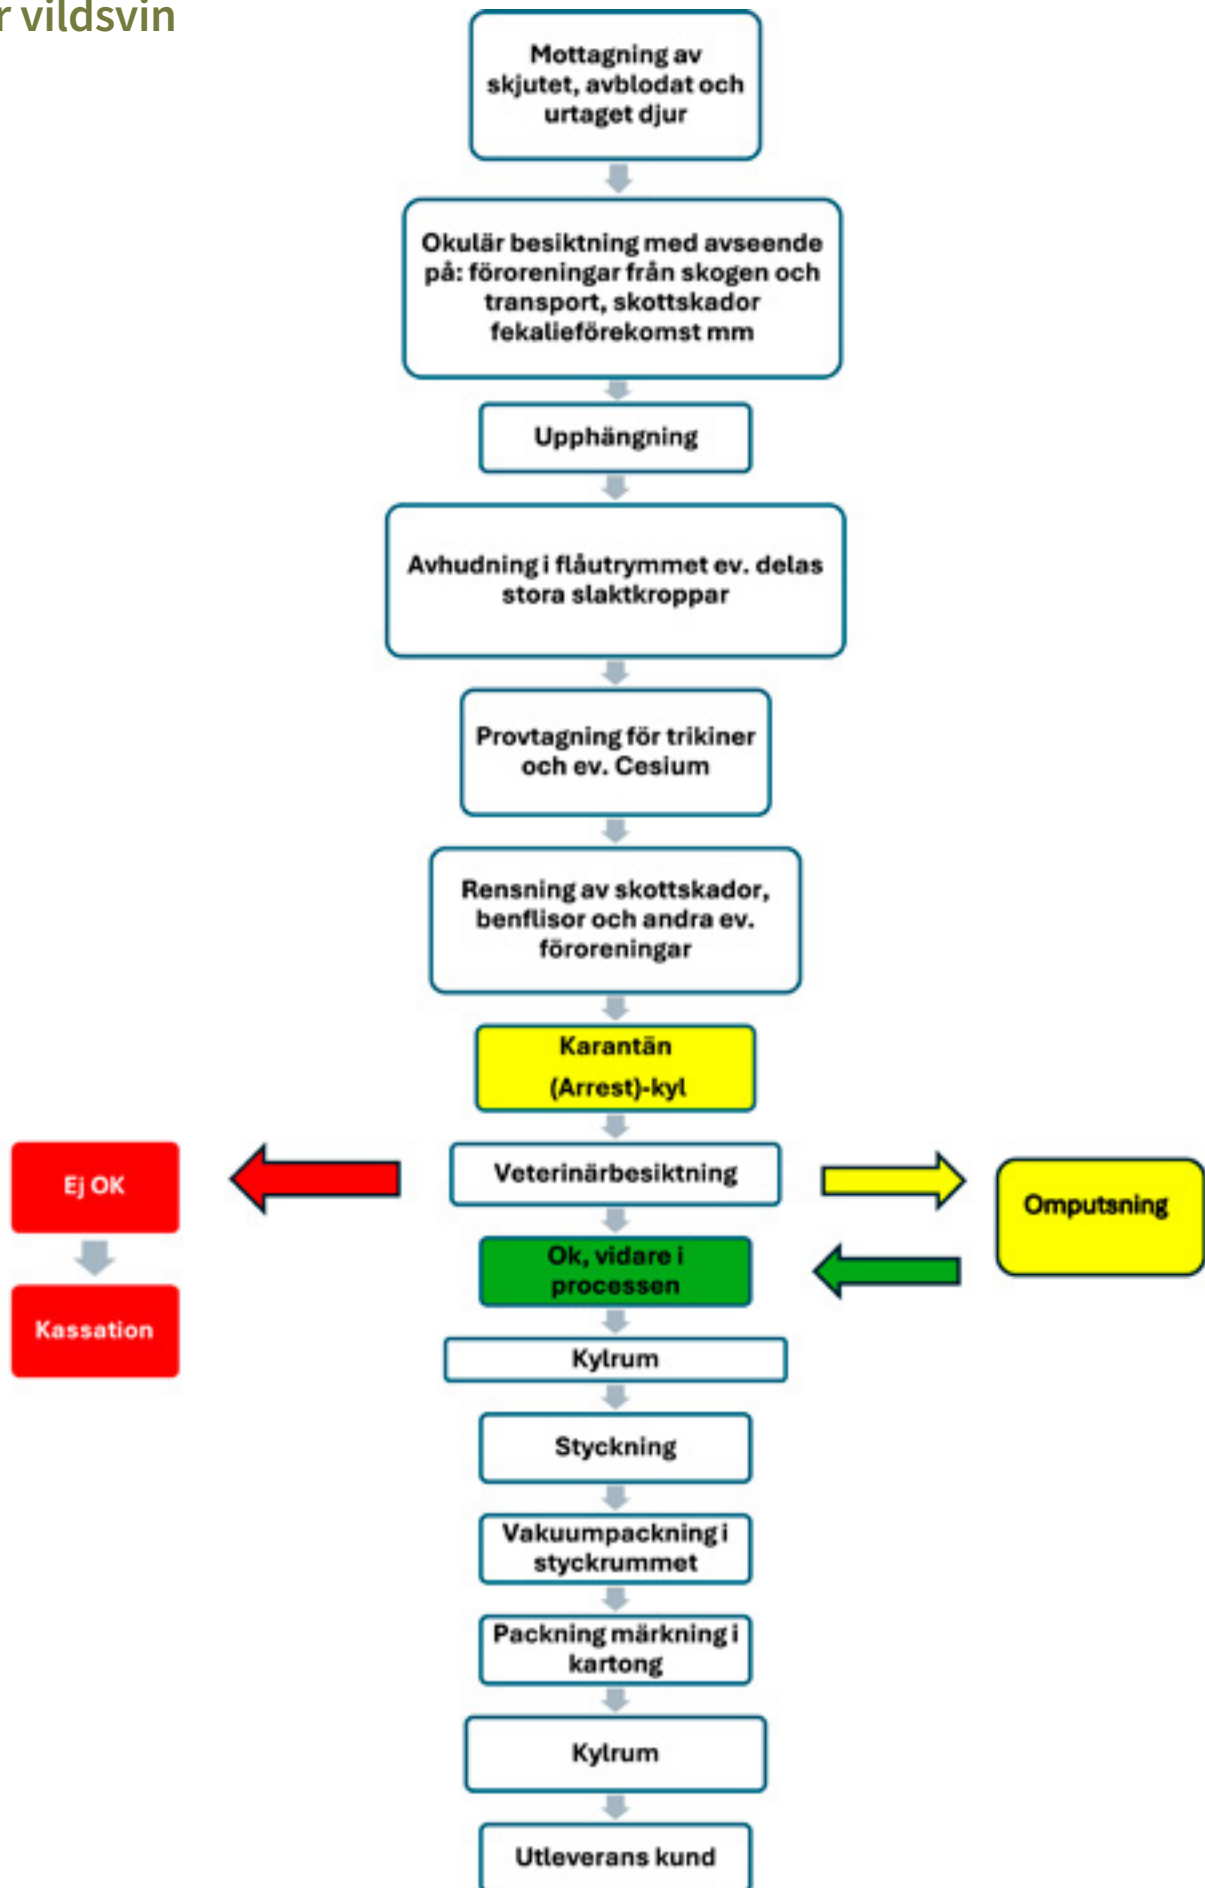 r vildsvin
Mottagning av
skjutet, avblodat och
urtaget djur
Okulär besiktning med avseende
på: föroreningar från skogen och
transport, skottskador
fekalieförekomst mm
Upphängning
Avhudning i flåutrymmet ev. delas
stora slaktkroppar
Provtagning för trikiner
och ev. Cesium
Rensning av skottskador,
benflisor och andra ev.
föroreningar
Karantän
(Arrest)-kyl
Ej OK
Veterinärbesiktning
Omputsning
Ok, vidare i
processen
Kassation
Kylrum
Styckning
Vakuumpackning i
styckrummet
Packning märkning i
kartong
Kylrum
Utleverans kund